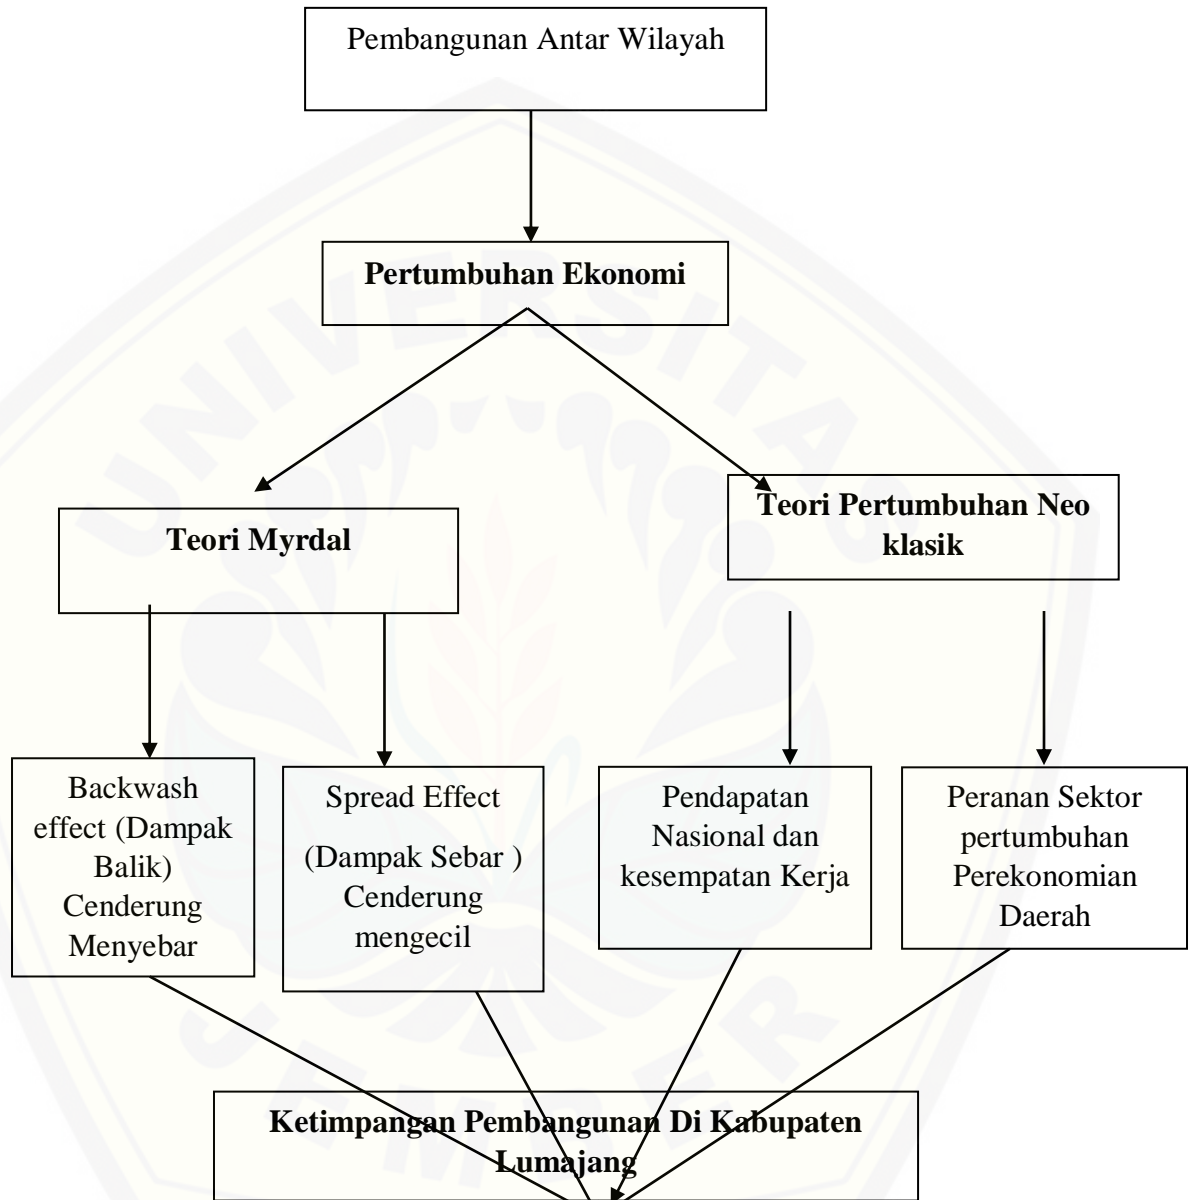 Pembangunan Antar Wilayah
Pertumbuhan Ekonomi
Teori Myrdal
Teori Pertumbuhan Neo
klasik
Backwash
effect (Dampak
Balik)
Cenderung
Menyebar
Spread Effect
(Dampak Sebar )
Cenderung
mengecil
Pendapatan
Nasional dan
kesempatan Kerja
Peranan Sektor
pertumbuhan
Perekonomian
Daerah
Ketimpangan Pembangunan Di Kabupaten
Lumajang
UNIVERSITAS
JEMBER